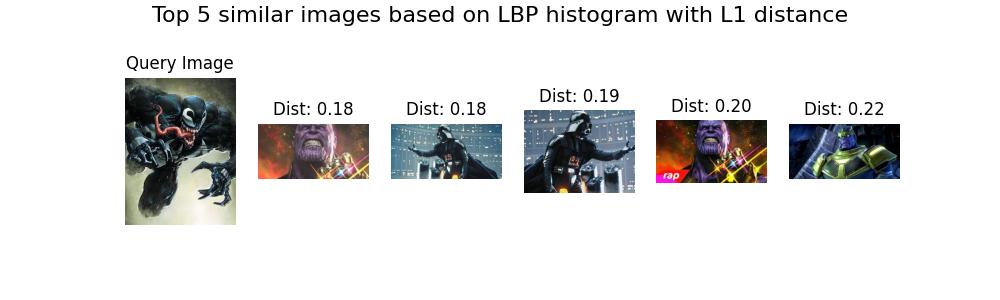 Top 5 similar images based on LBP histogram with L1 distance
Query Image
Dist: 0.18
Dist: 0.18
Dist: 0.19
Dist: 0.20
Dist: 0.22
rap